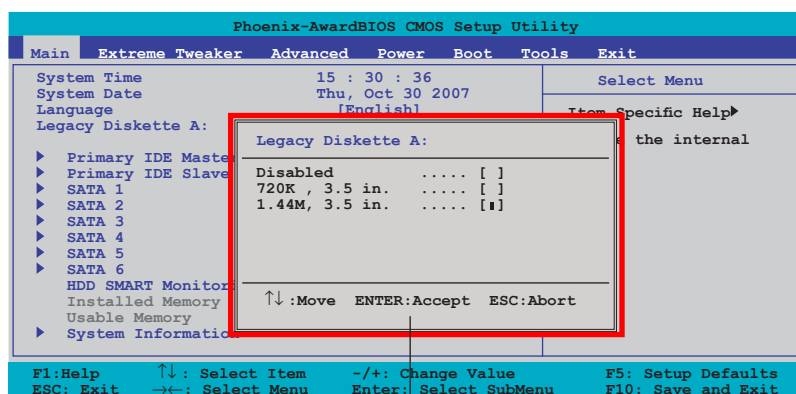 Phoenix-AwardBIOS CMOS Setup Utility
Main Extreme Tweaker Advanced Power Boot Tools Exit
System Time 15 : 30 : 36
System Date Thu, Oct 30 2007
Language [English]
Legacy Diskette A:
Primary IDE Master
Primary IDE Slave
SATA 1
SATA 2
SATA 3
SATA 4
SATA 5
SATA 6
HDD SMART Monitori
Installed Memory
Usable Memory
System Information
Legacy Diskette A:
Disabled ..... [ ]
720K , 3.5 in. ..... [ ]
1.44M, 3.5 in. ..... [▮]
↑↓ :Move ENTER:Accept ESC:Abort
Select Menu
Item Specific Help▶
the internal
F1:Help ↑↓ : Select Item -/+: Change Value F5: Setup Defaults
ESC: Exit →←: Select Menu Enter: Select SubMenu F10: Save and Exit